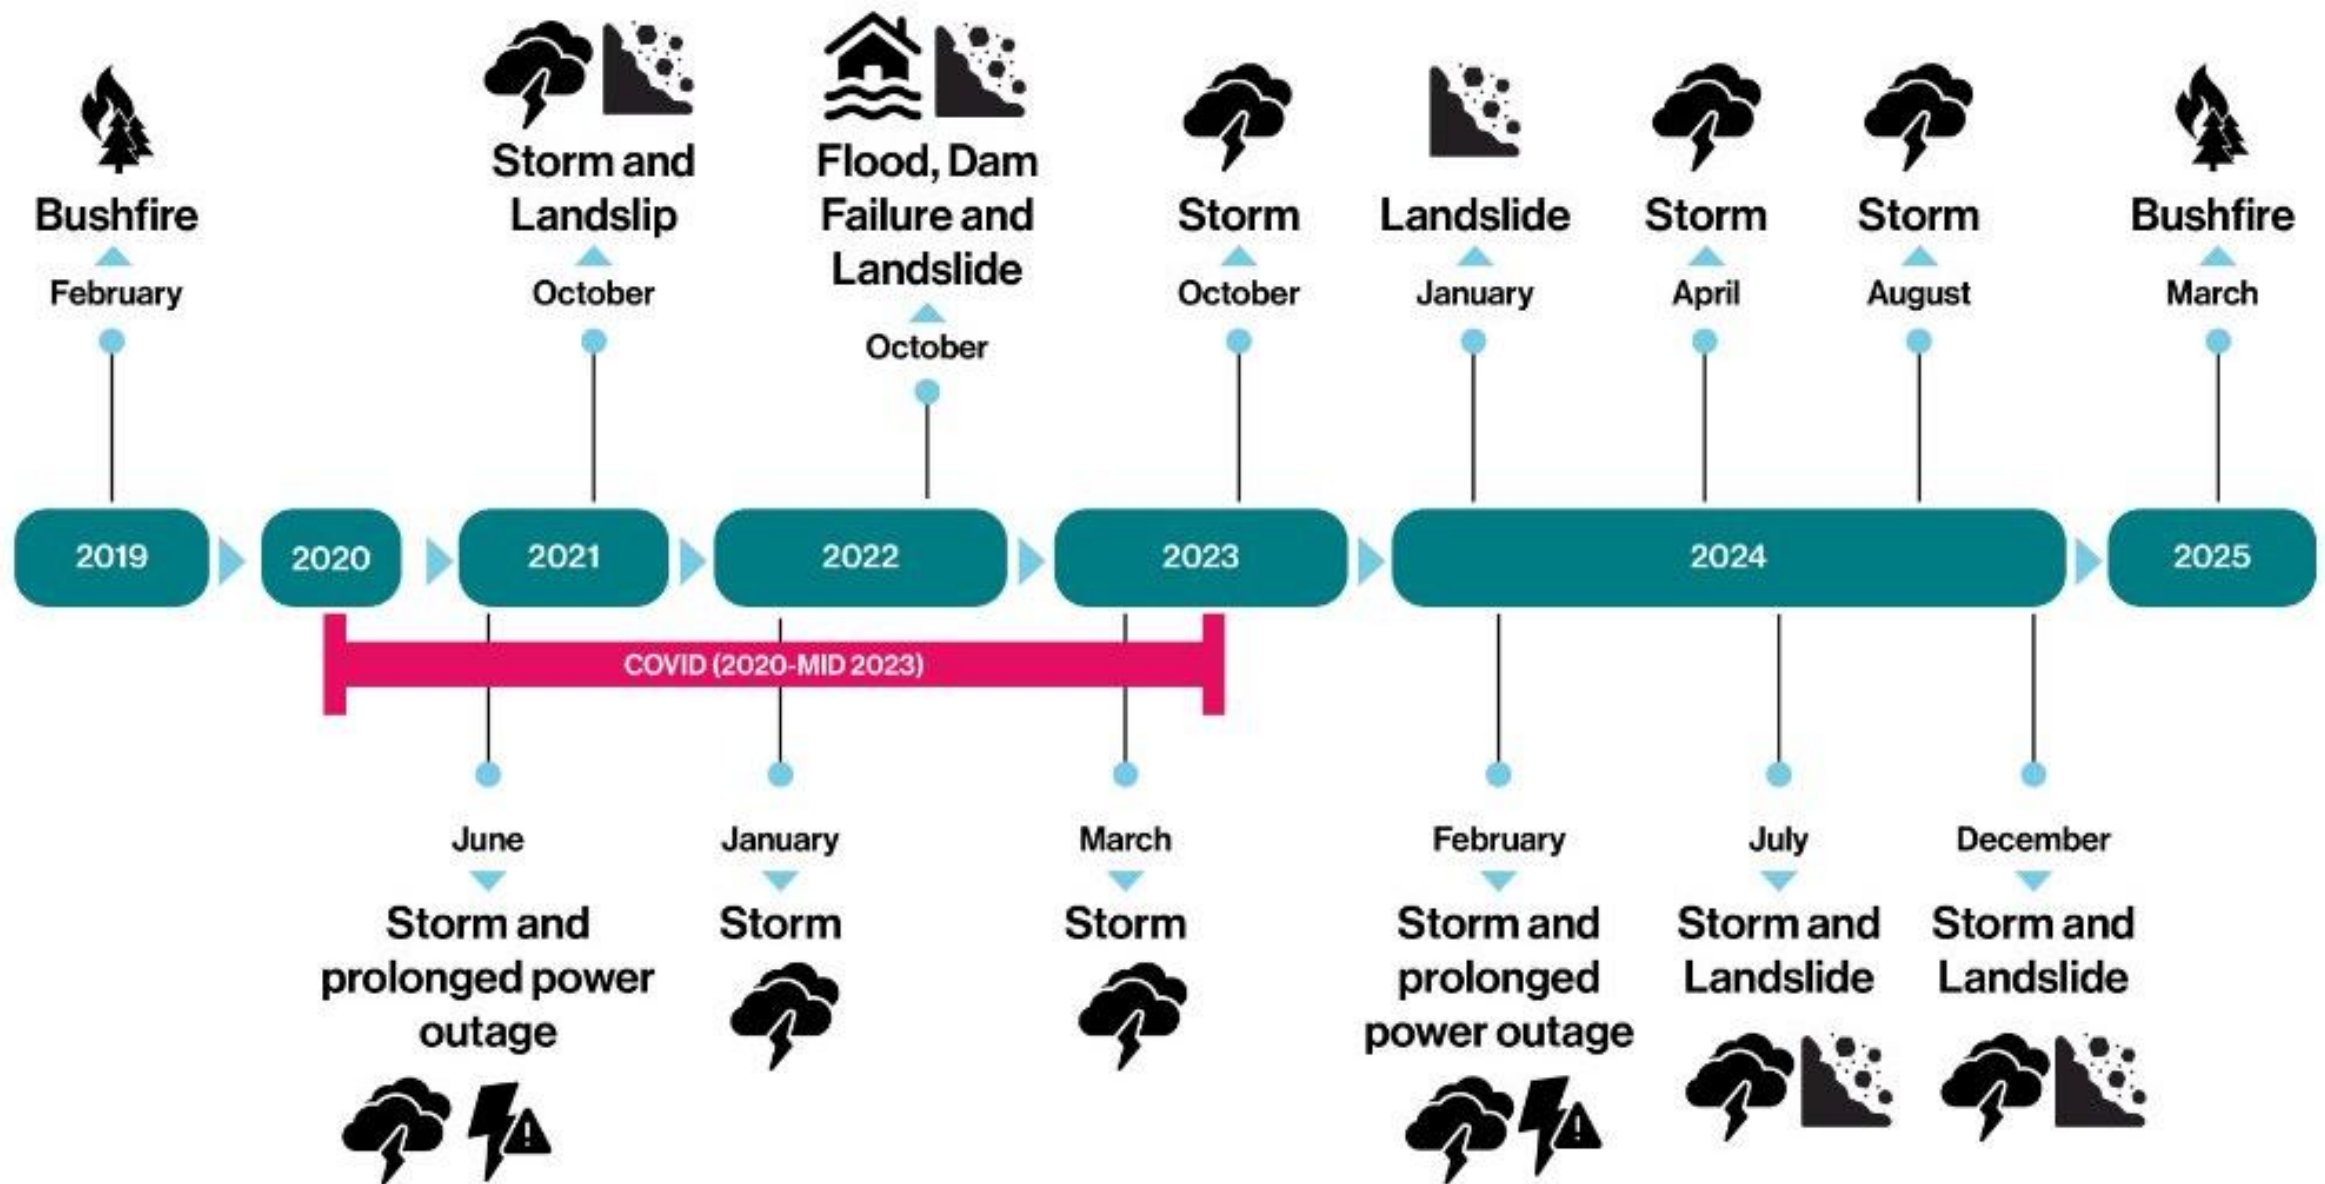 Bushfire
February
Storm and
Landslip
October
Flood, Dam
Failure and
Landslide
October
Storm
October
Landslide
January
Storm
April
Storm
August
Bushfire
March
2019
2020
2021
2022
2023
2024
2025
COVID (2020-MID 2023)
June
Storm and
prolonged power
outage
January
Storm
March
Storm
February
Storm and
prolonged
power outage
July
Storm and
Landslide
December
Storm and
Landslide